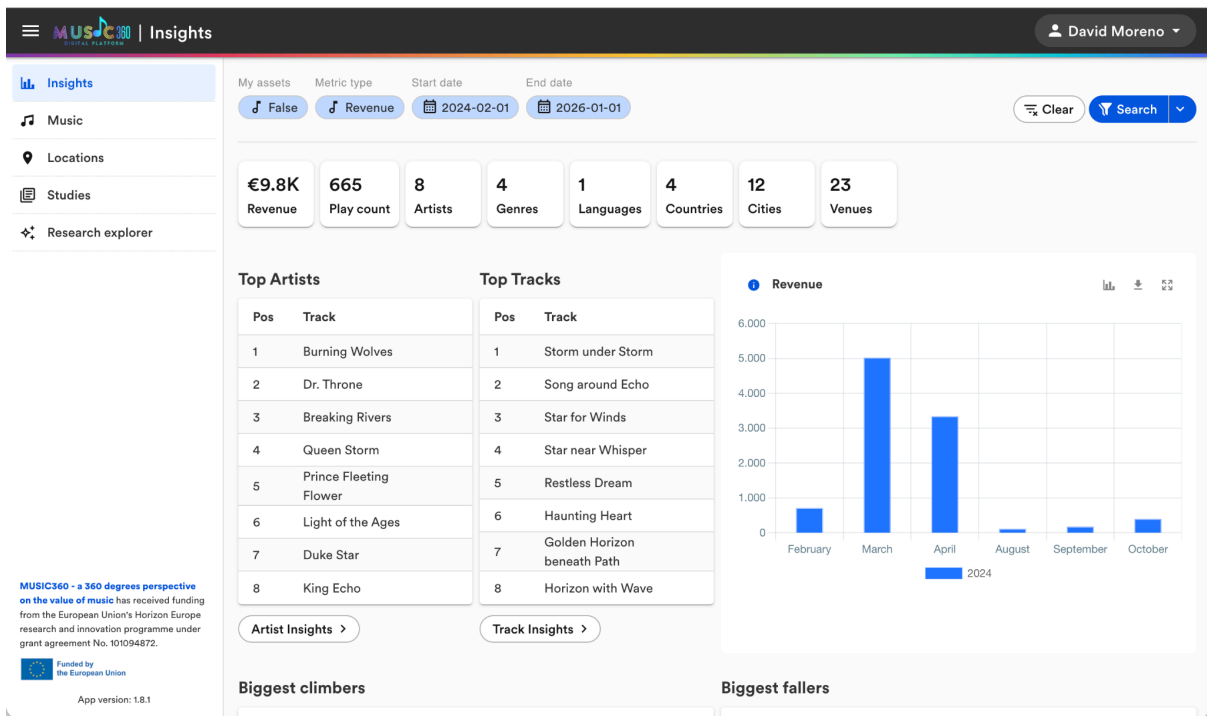 MUSIC360 | Insights
DIGITAL PLATFORM
David Moreno
Insights
Music
Locations
Studies
Research explorer
My assets
Metric type
Start date
End date
False
Revenue
2024-02-01
2026-01-01
Clear
Search
€9.8K
Revenue
665
Play count
8
Artists
4
Genres
1
Languages
4
Countries
12
Cities
23
Venues
Top Artists
Pos Track
1 Burning Wolves
2 Dr. Throne
3 Breaking Rivers
4 Queen Storm
5 Prince Fleeting
Flower
6 Light of the Ages
7 Duke Star
8 King Echo
Artist Insights
Top Tracks
Pos Track
1 Storm under Storm
2 Song around Echo
3 Star for Winds
4 Star near Whisper
5 Restless Dream
6 Haunting Heart
7 Golden Horizon
beneath Path
8 Horizon with Wave
Track Insights
Revenue
6.000
5.000
4.000
3.000
2.000
1.000
0
February March April August September October
2024
Biggest climbers
Biggest fallers
MUSIC360 - a 360 degrees perspective
on the value of music has received funding
from the European Union's Horizon Europe
research and innovation programme under
grant agreement No. 101094872.
Funded by
the European Union
App version: 1.8.1